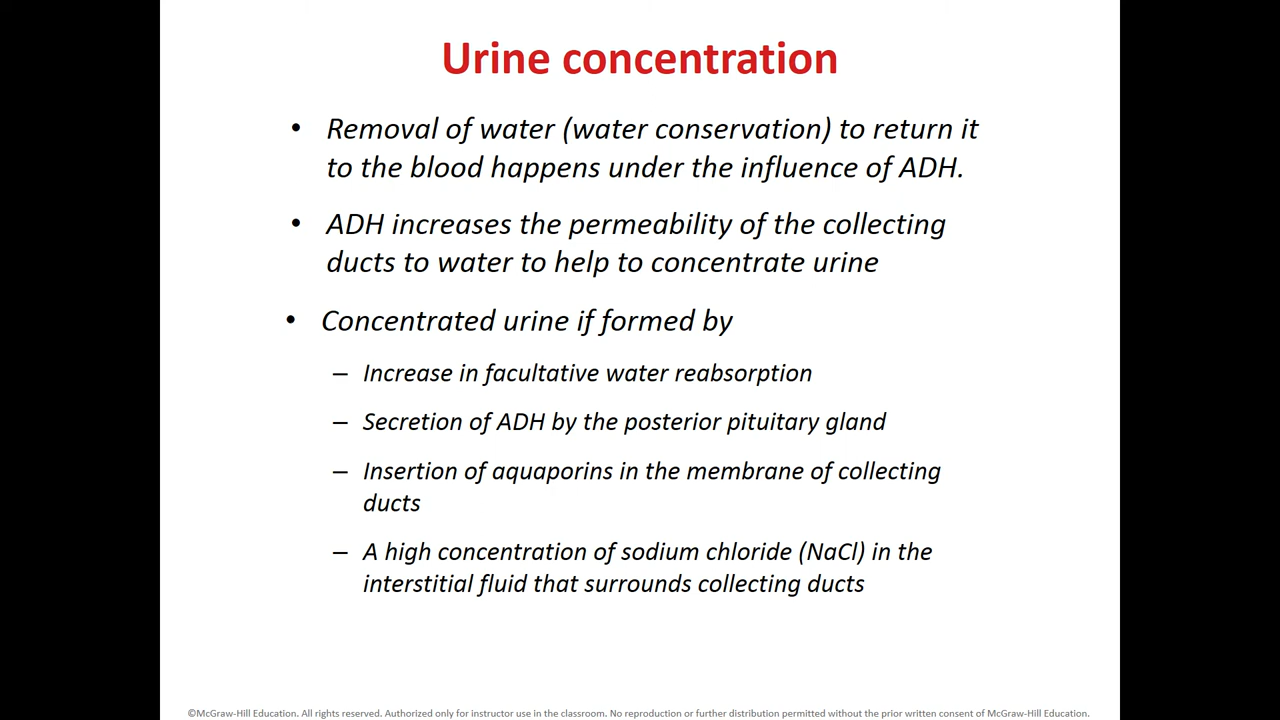 Urine concentration
• Removal of water (water conservation) to return it
to the blood happens under the influence of ADH.
• ADH increases the permeability of the collecting
ducts to water to help to concentrate urine
• Concentrated urine if formed by
– Increase in facultative water reabsorption
– Secretion of ADH by the posterior pituitary gland
– Insertion of aquaporins in the membrane of collecting
ducts
– A high concentration of sodium chloride (NaCl) in the
interstitial fluid that surrounds collecting ducts
©McGraw-Hill Education. All rights reserved. Authorized only for instructor use in the classroom. No reproduction or further distribution permitted without the prior written consent of McGraw-Hill Education.